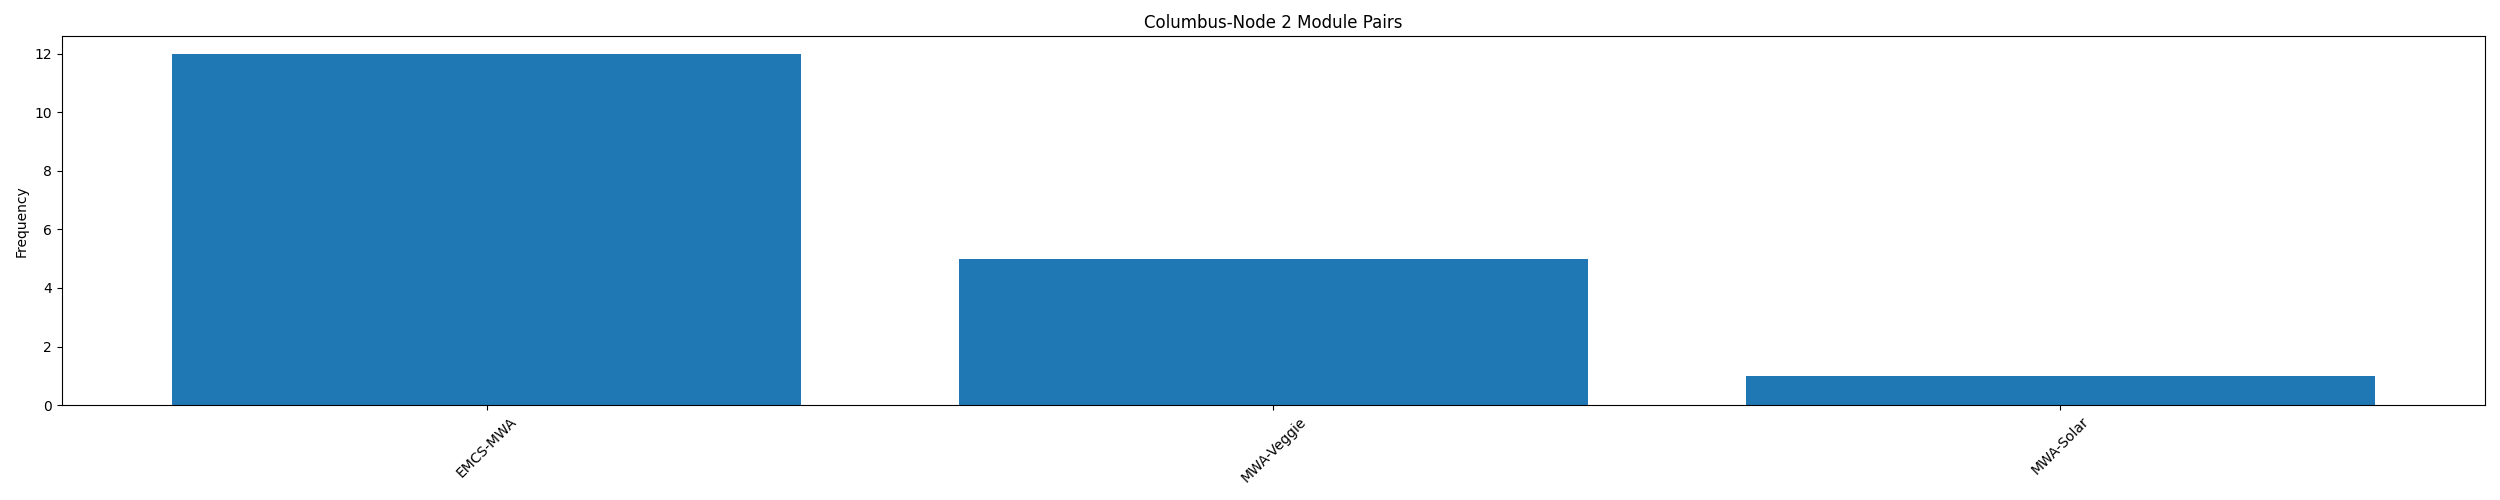 Columbus-Node 2 Module Pairs
Frequency
12
10
8
6
4
2
0
EMCS-MWA
MWA-Veggie
MWA-Solar